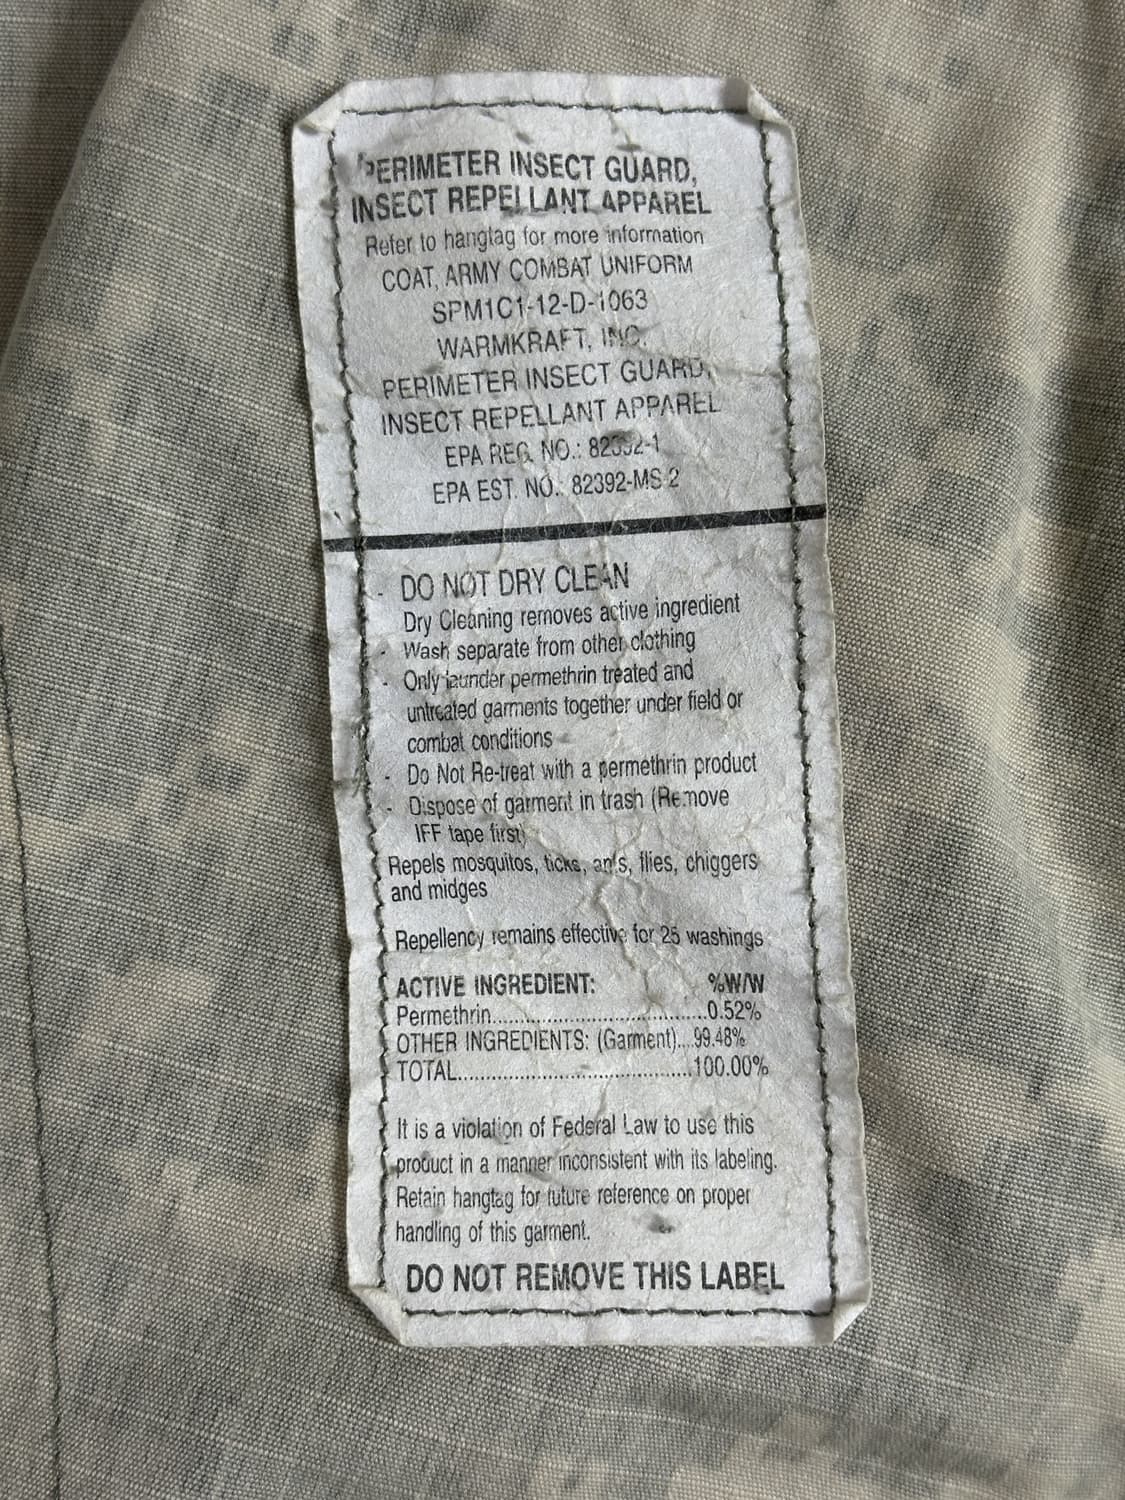 PERIMETER INSECT GUARD,
INSECT REPELLANT APPAREL
Refer to hangtag for more information
COAT, ARMY COMBAT UNIFORM
SPM1C1-12-D-1063
WARMKRAFT, INC.
PERIMETER INSECT GUARD,
INSECT REPELLANT APPAREL
EPA REG. NO.: 82392-1
EPA EST. NO.: 82392-MS-2
- DO NOT DRY CLEAN
Dry Cleaning removes active ingredient
- Wash separate from other clothing
- Only launder permethrin treated and
untreated garments together under field or
combat conditions
- Do Not Re-treat with a permethrin product
- Dispose of garment in trash (Remove
IFF tape first)
Repels mosquitos, ticks, ants, flies, chiggers
and midges
Repellency remains effective for 25 washings
ACTIVE INGREDIENT: %W/W
Permethrin....................................0.52%
OTHER INGREDIENTS: (Garment)....99.48%
TOTAL.........................................100.00%
It is a violation of Federal Law to use this
product in a manner inconsistent with its labeling.
Retain hangtag for future reference on proper
handling of this garment.
DO NOT REMOVE THIS LABEL